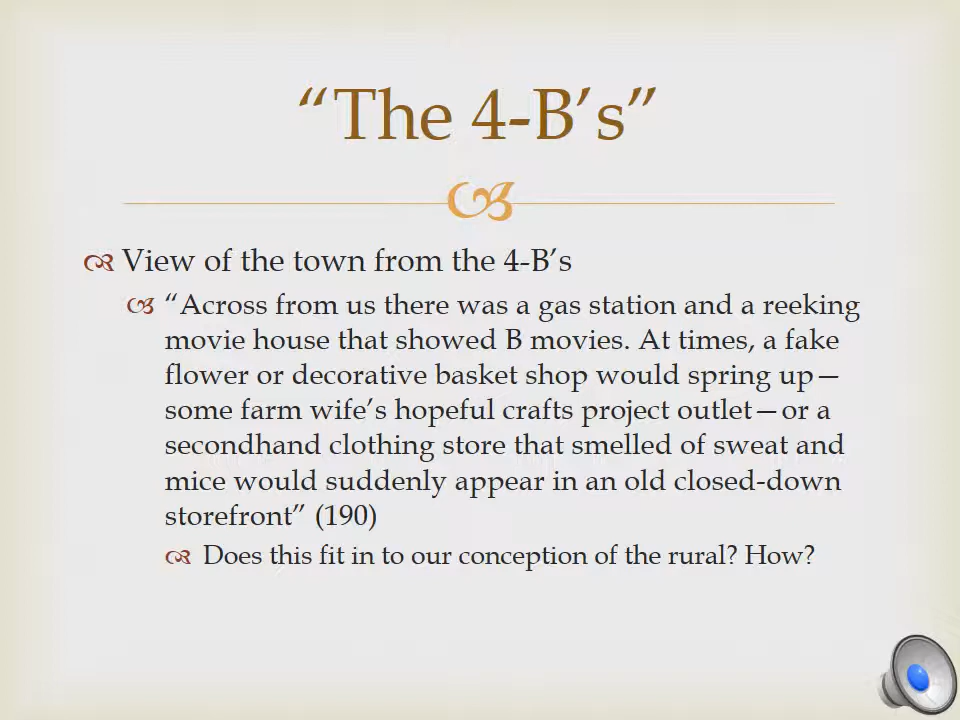 “The 4-B’s”
View of the town from the 4-B’s
“Across from us there was a gas station and a reeking
movie house that showed B movies. At times, a fake
flower or decorative basket shop would spring up—
some farm wife’s hopeful crafts project outlet—or a
secondhand clothing store that smelled of sweat and
mice would suddenly appear in an old closed-down
storefront” (190)
Does this fit in to our conception of the rural? How?